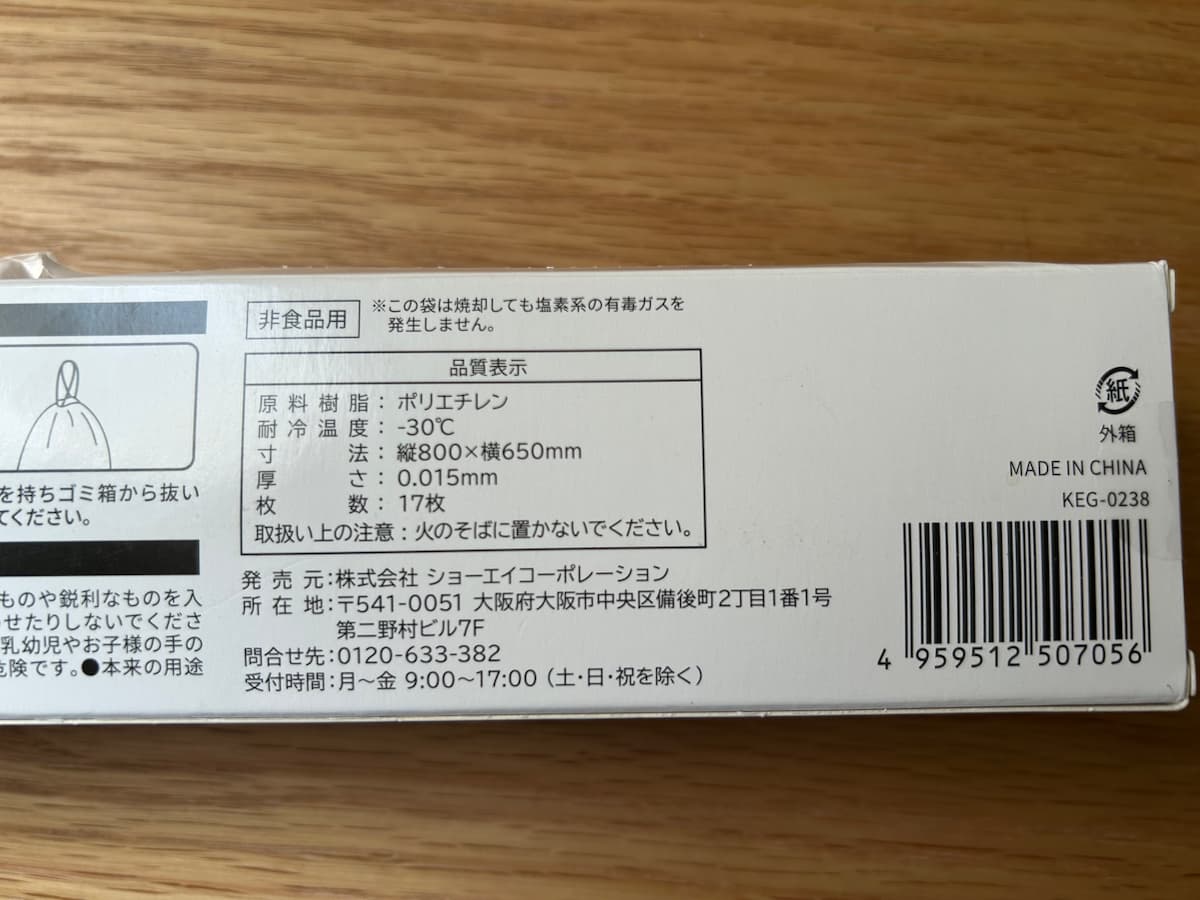 非食品用
※この袋は焼却しても塩素系の有毒ガスを
発生しません。
品質表示
原料樹脂：ポリエチレン
耐冷温度：-30℃
寸法：縦800×横650mm
厚さ：0.015mm
枚数：17枚
取扱い上の注意：火のそばに置かないでください。
発売元：株式会社 ショーエイコーポレーション
所在地：〒541-0051 大阪府大阪市中央区備後町2丁目1番1号
第二野村ビル7F
問合せ先：0120-633-382
受付時間：月～金 9:00～17:00（土・日・祝を除く）
を持ちゴミ箱から抜い
てください。
ものや鋭利なものを入
せたりしないでくださ
乳幼児やお子様の手の
危険です。●本来の用途
紙
外箱
MADE IN CHINA
KEG-0238
4 959512 507056